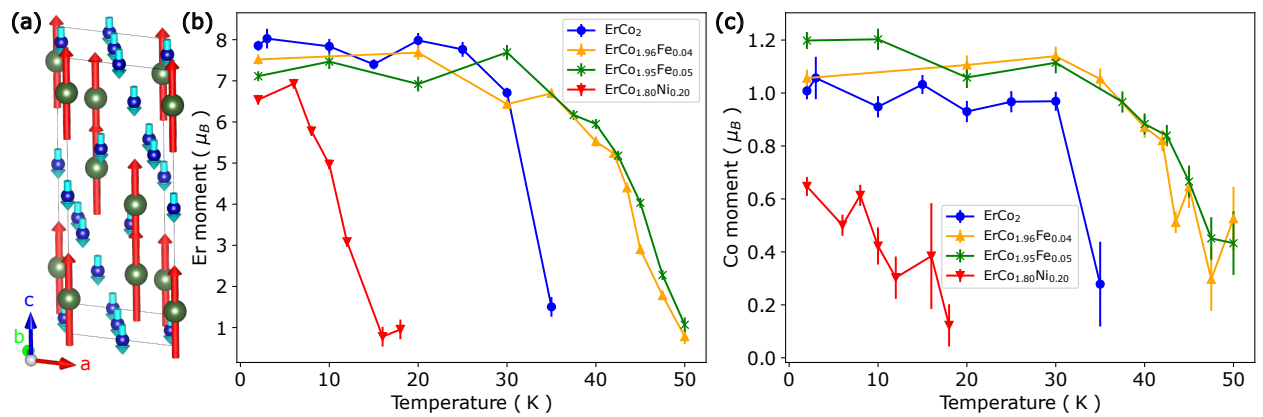 (a)
c
b
a
(b)
Er moment ( μ_B )
8
7
6
5
4
3
2
1
0 10 20 30 40 50
Temperature ( K )
ErCo₂
ErCo₁.₉₆Fe₀.₀₄
ErCo₁.₉₅Fe₀.₀₅
ErCo₁.₈₀Ni₀.₂₀
(c)
Co moment ( μ_B )
1.2
1.0
0.8
0.6
0.4
0.2
0.0
0 10 20 30 40 50
Temperature ( K )
ErCo₂
ErCo₁.₉₆Fe₀.₀₄
ErCo₁.₉₅Fe₀.₀₅
ErCo₁.₈₀Ni₀.₂₀